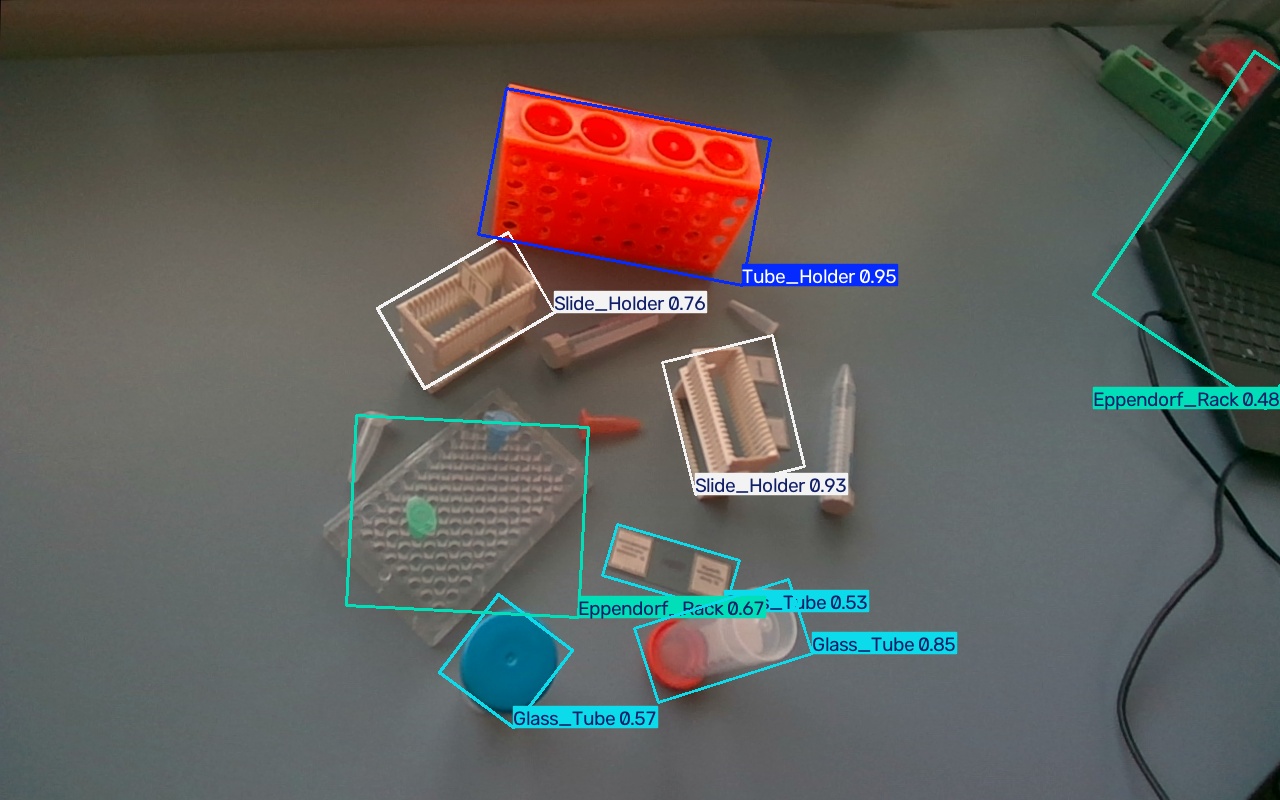 Tube_Holder 0.95
Slide_Holder 0.76
Eppendorf_Rack 0.48
Slide_Holder 0.93
Eppendorf_Rack 0.67
s_Tube 0.53
Glass_Tube 0.85
Glass_Tube 0.57